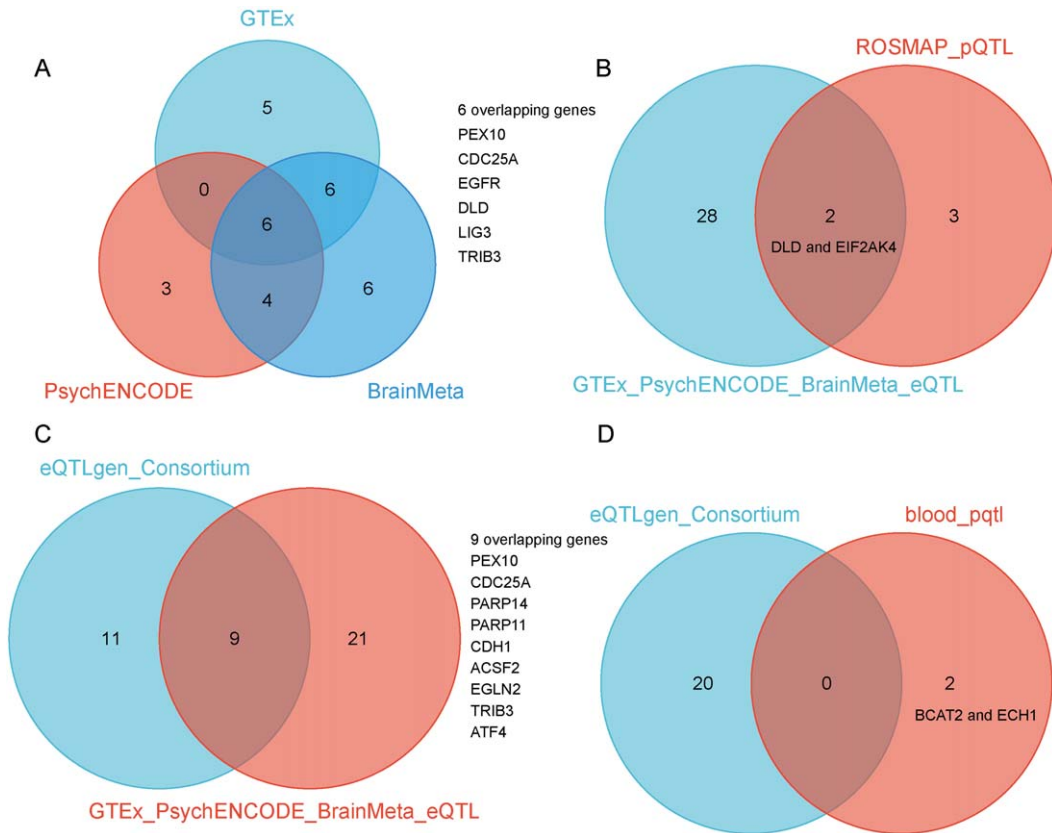 A
GTEx
5
0
6
6
3
4
6
PsychENCODE
BrainMeta
6 overlapping genes
PEX10
CDC25A
EGFR
DLD
LIG3
TRIB3
B
ROSMAP_pQTL
28
2
3
DLD and EIF2AK4
GTEx_PsychENCODE_BrainMeta_eQTL
C
eQTLgen_Consortium
11
9
21
GTEx_PsychENCODE_BrainMeta_eQTL
9 overlapping genes
PEX10
CDC25A
PARP14
PARP11
CDH1
ACSF2
EGLN2
TRIB3
ATF4
D
eQTLgen_Consortium
blood_pqtl
20
0
2
BCAT2 and ECH1